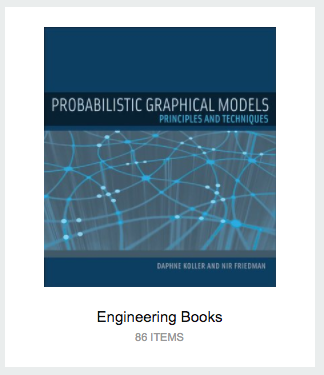 PROBABILISTIC GRAPHICAL MODELS
PRINCIPLES AND TECHNIQUES
DAPHNE KOLLER AND NIR FRIEDMAN
Engineering Books
86 ITEMS